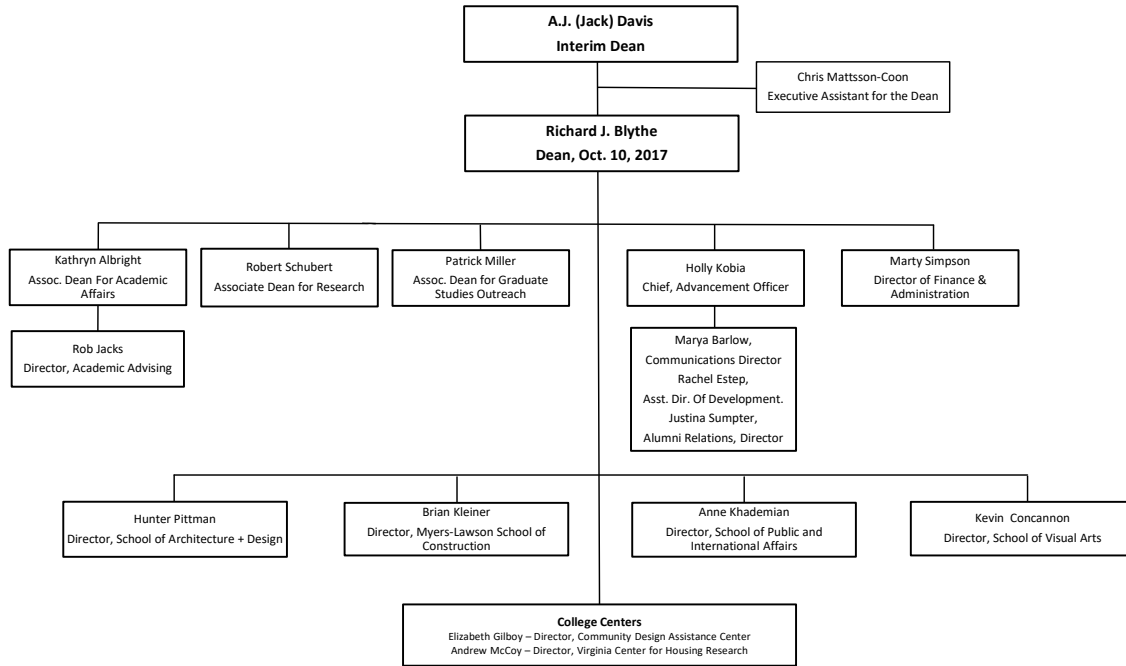 A.J. (Jack) Davis
Interim Dean
Chris Mattsson-Coon
Executive Assistant for the Dean
Richard J. Blythe
Dean, Oct. 10, 2017
Kathryn Albright
Assoc. Dean For Academic
Affairs
Robert Schubert
Associate Dean for Research
Patrick Miller
Assoc. Dean for Graduate
Studies Outreach
Holly Kobia
Chief, Advancement Officer
Marty Simpson
Director of Finance &
Administration
Rob Jacks
Director, Academic Advising
Marya Barlow,
Communications Director
Rachel Estep,
Asst. Dir. Of Development.
Justina Sumpter,
Alumni Relations, Director
Hunter Pittman
Director, School of Architecture + Design
Brian Kleiner
Director, Myers-Lawson School of
Construction
Anne Khademian
Director, School of Public and
International Affairs
Kevin Concannon
Director, School of Visual Arts
College Centers
Elizabeth Gilboy – Director, Community Design Assistance Center
Andrew McCoy – Director, Virginia Center for Housing Research